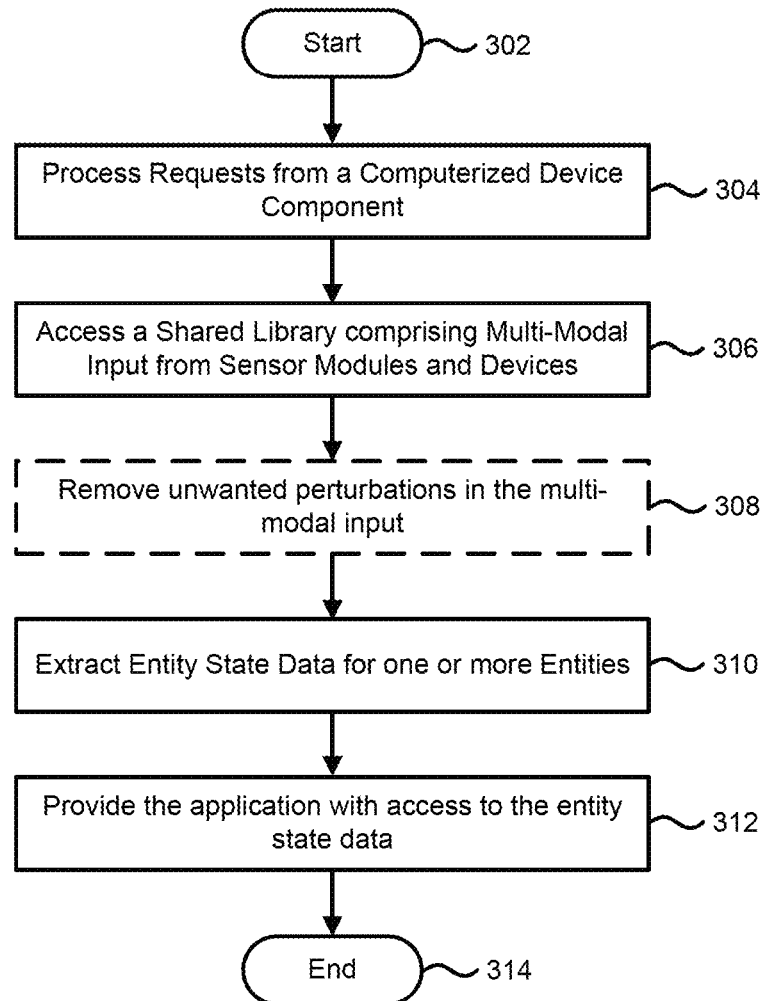 Start
302
Process Requests from a Computerized Device
Component
304
Access a Shared Library comprising Multi-Modal
Input from Sensor Modules and Devices
306
Remove unwanted perturbations in the multi-
modal input
308
Extract Entity State Data for one or more Entities
310
Provide the application with access to the entity
state data
312
End
314